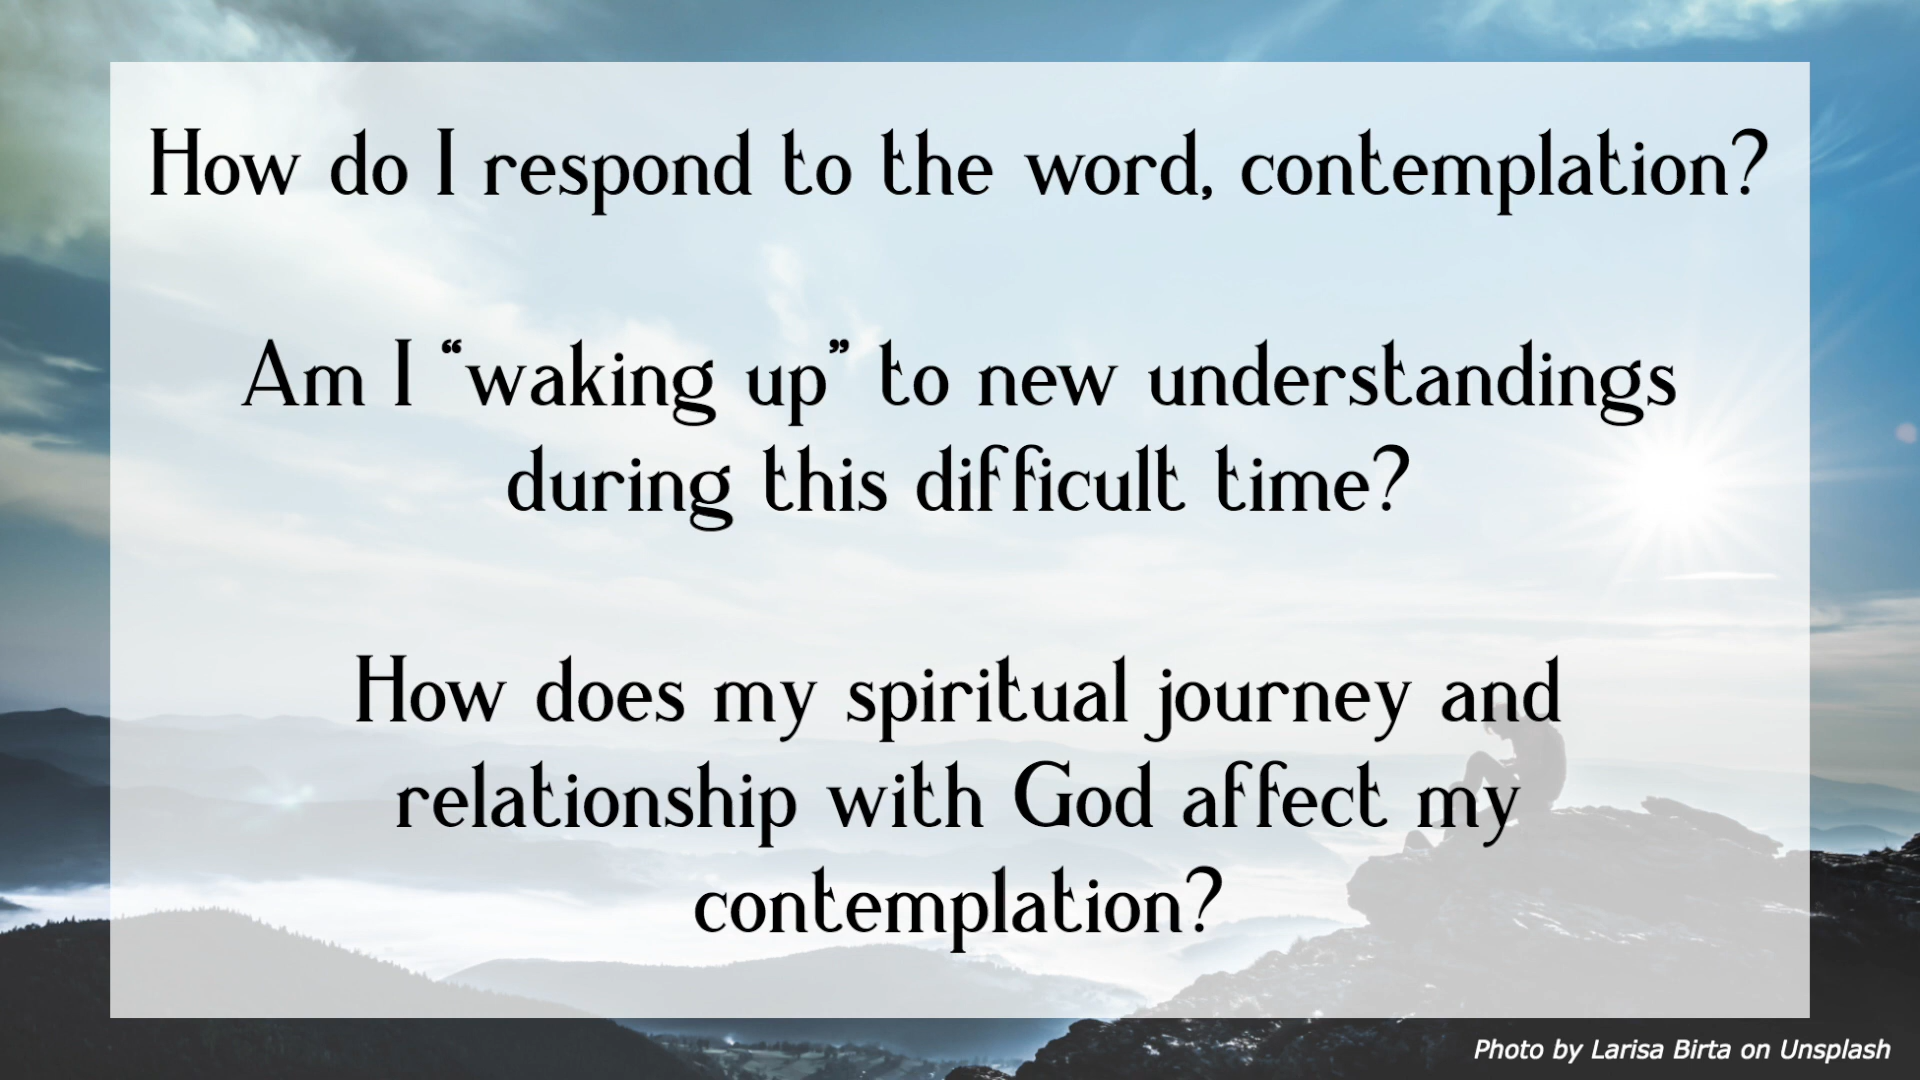 How do I respond to the word, contemplation?
Am I “waking up” to new understandings
during this difficult time?
How does my spiritual journey and
relationship with God affect my
contemplation?
Photo by Larisa Birta on Unsplash